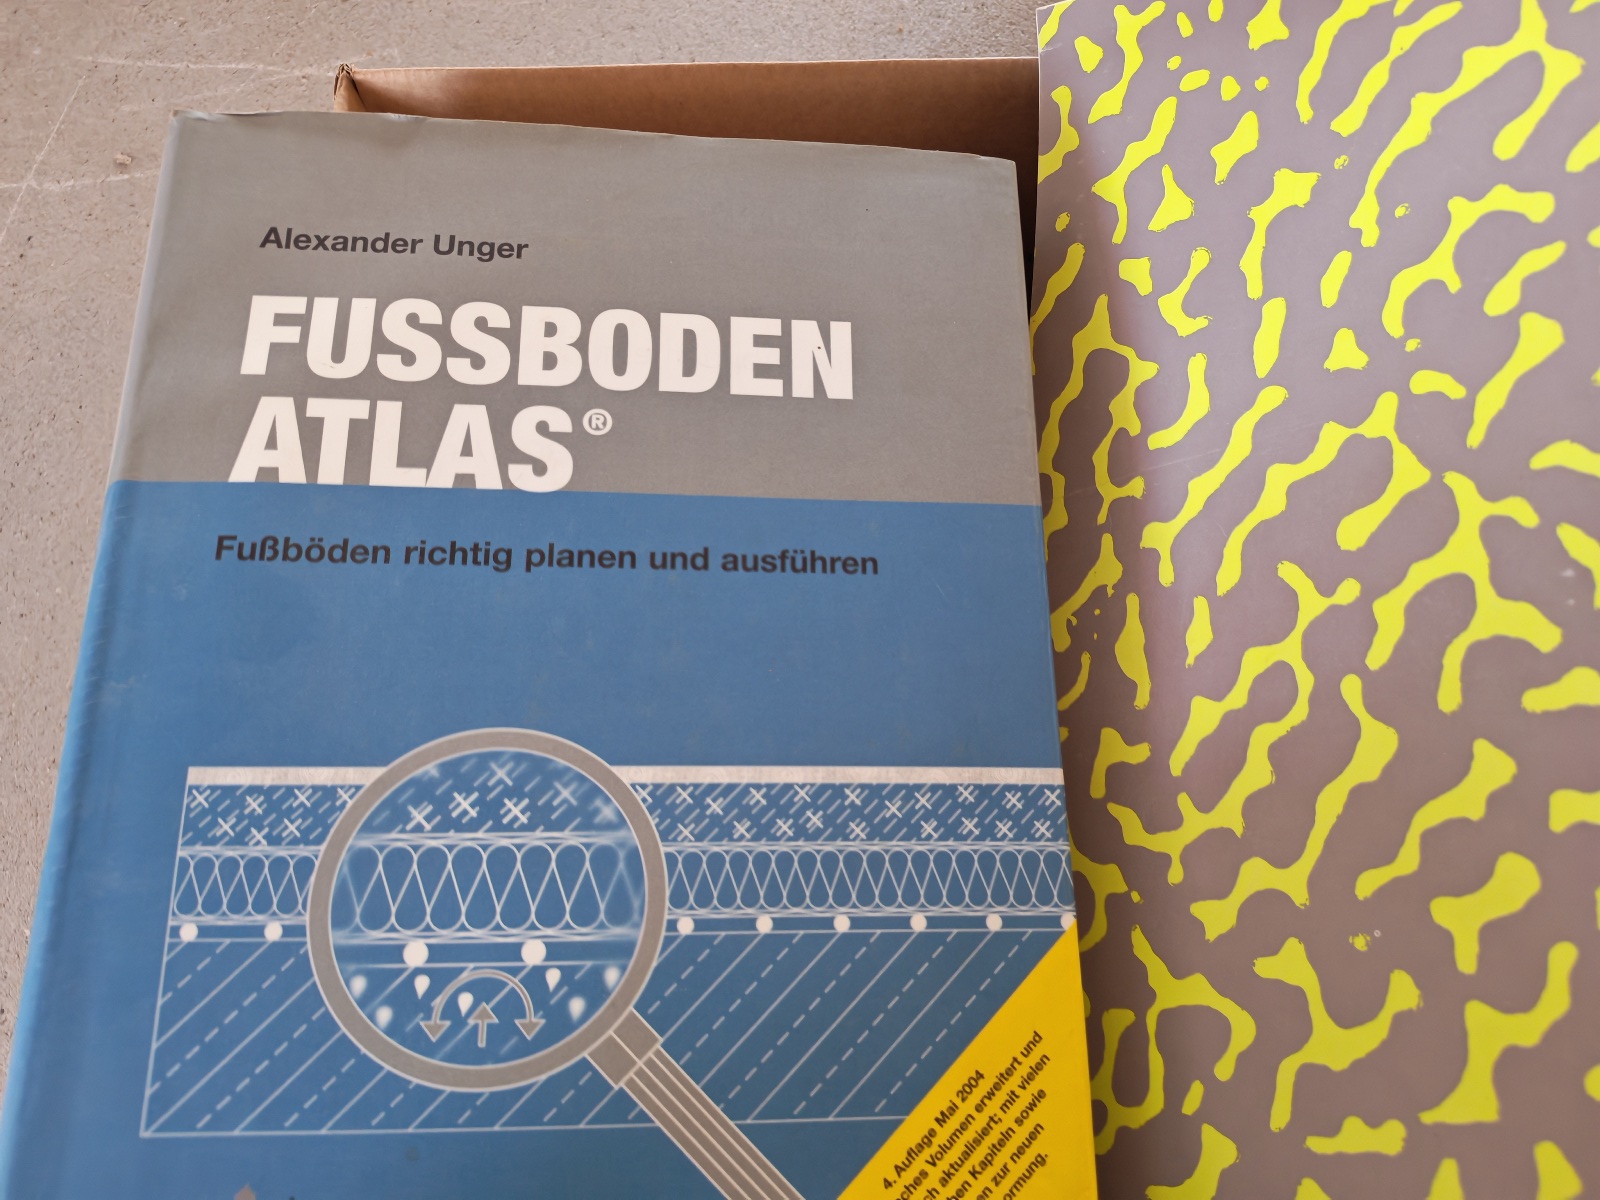 Alexander Unger
FUSSBODEN
ATLAS®
Fußböden richtig planen und ausführen
4. Auflage Mai 2004
Volumen erweitert und
aktualisiert; mit vielen
Kapiteln sowie
zur neuen